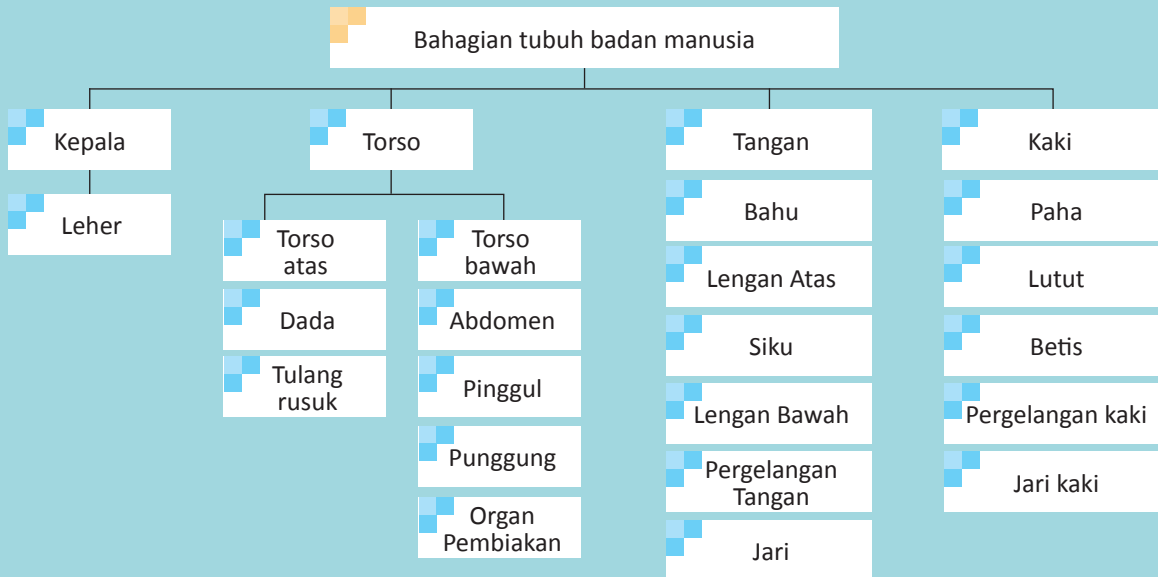 Bahagian tubuh badan manusia
Kepala
Leher
Torso
Torso
atas
Dada
Tulang
rusuk
Torso
bawah
Abdomen
Pinggul
Punggung
Organ
Pembiakan
Tangan
Bahu
Lengan Atas
Siku
Lengan Bawah
Pergelangan
Tangan
Jari
Kaki
Paha
Lutut
Betis
Pergelangan kaki
Jari kaki